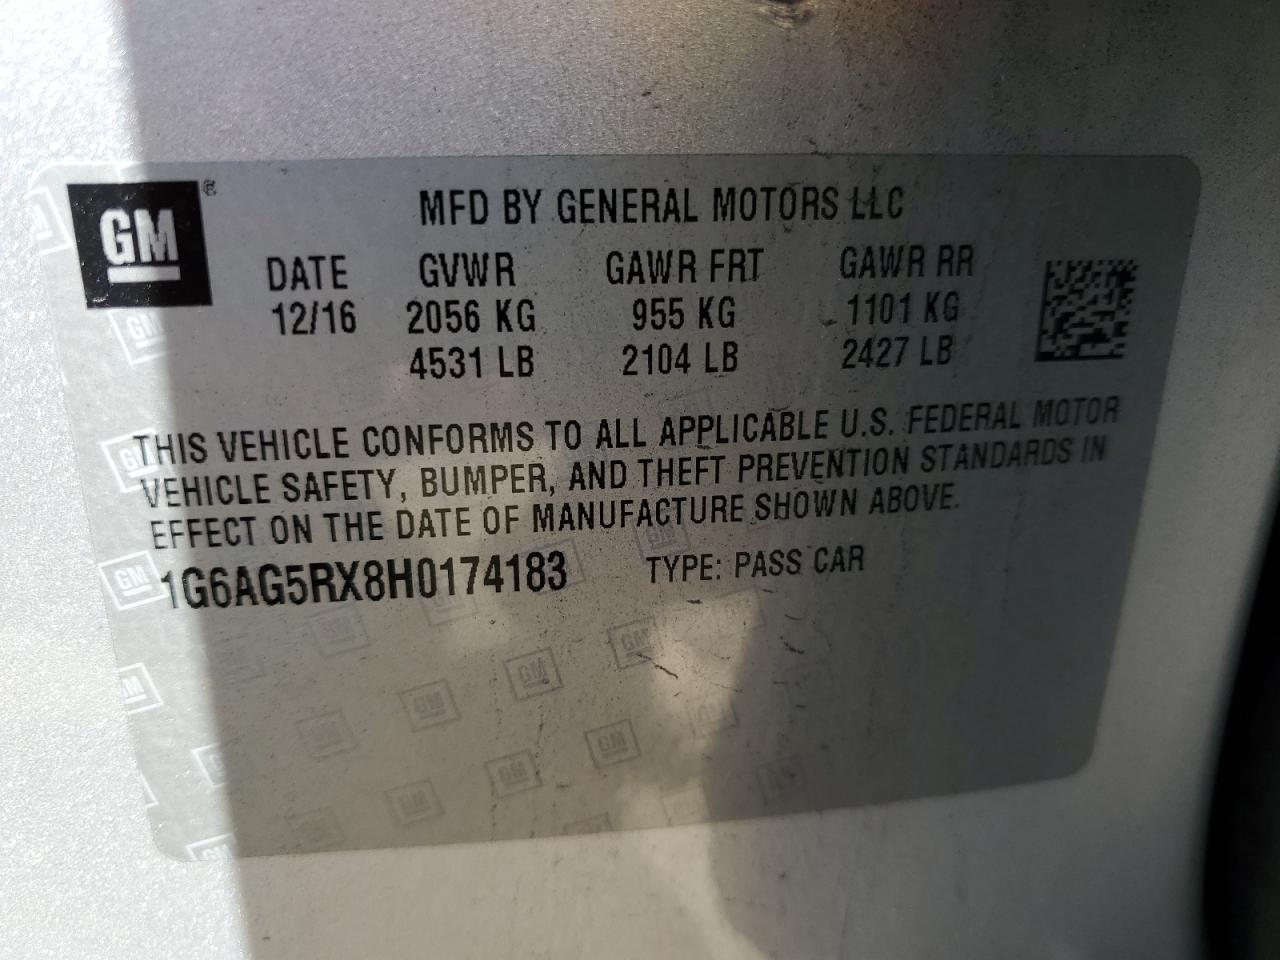 GM ®
MFD BY GENERAL MOTORS LLC
DATE GVWR GAWR FRT GAWR RR
12/16 2056 KG 955 KG 1101 KG
4531 LB 2104 LB 2427 LB
THIS VEHICLE CONFORMS TO ALL APPLICABLE U.S. FEDERAL MOTOR
VEHICLE SAFETY, BUMPER, AND THEFT PREVENTION STANDARDS IN
EFFECT ON THE DATE OF MANUFACTURE SHOWN ABOVE.
1G6AG5RX8H0174183 TYPE: PASS CAR